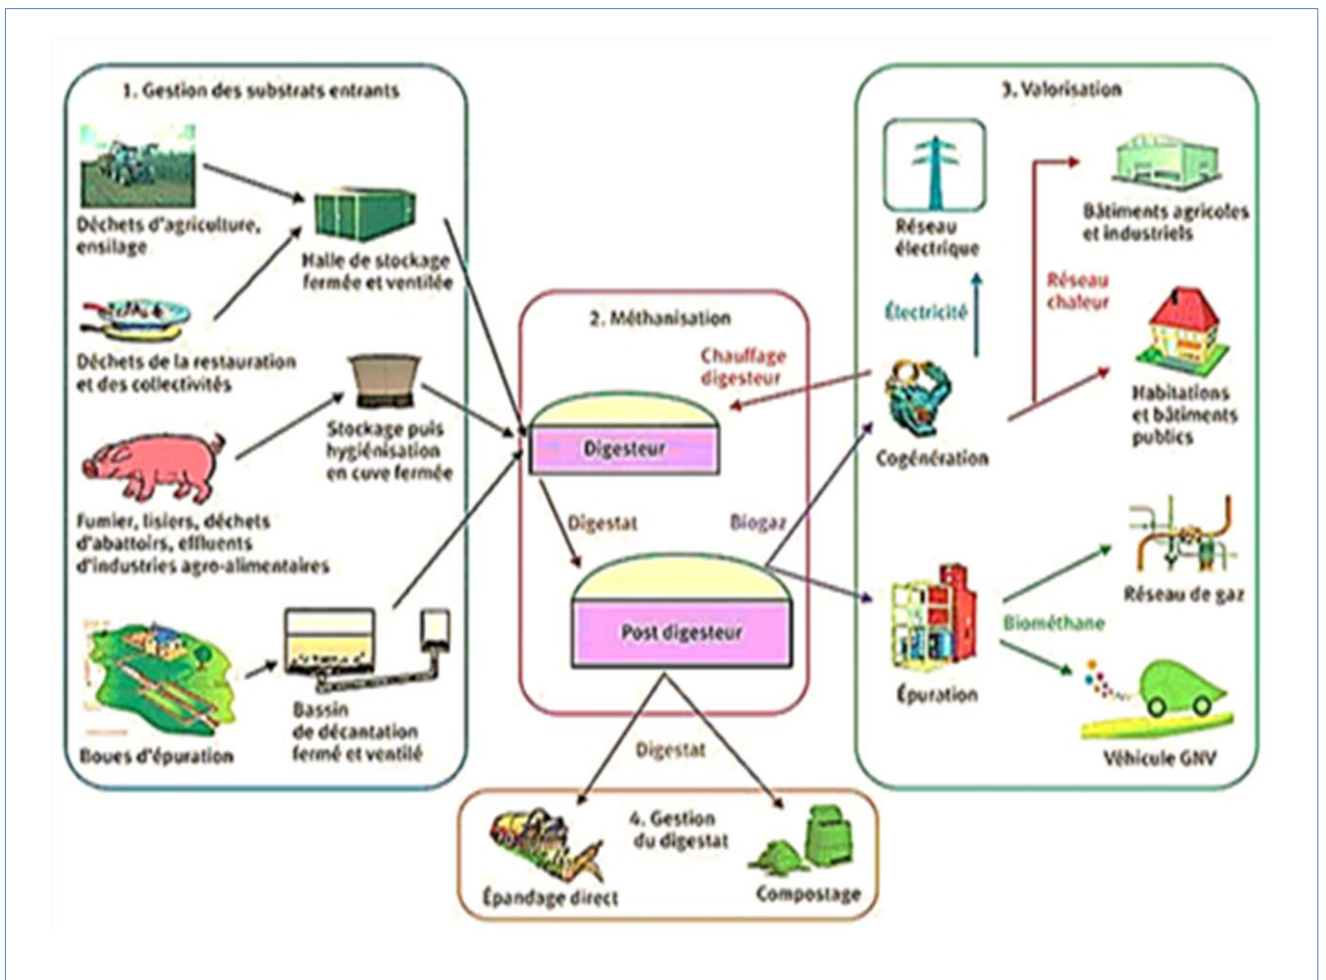 1. Gestion des substrats entrants
Déchets d'agriculture,
ensilage
Halle de stockage
fermée et ventilée
Déchets de la restauration
et des collectivités
Stockage puis
hygiénisation
en cuve fermée
Fumier, lisiers, déchets
d'abattoirs, effluents
d'industries agro-alimentaires
Boues d'épuration
Bassin
de décantation
fermé et ventilé
2. Méthanisation
Chauffage
digesteur
Digesteur
Digestat
Biogaz
Post digesteur
Digestat
3. Valorisation
Réseau
électrique
Bâtiments agricoles
et industriels
Électricité
Réseau
chaleur
Cogénération
Habitations
et bâtiments
publics
Réseau de gaz
Biométhane
Épuration
Véhicule GNV
4. Gestion
du digestat
Épandage direct
Compostage